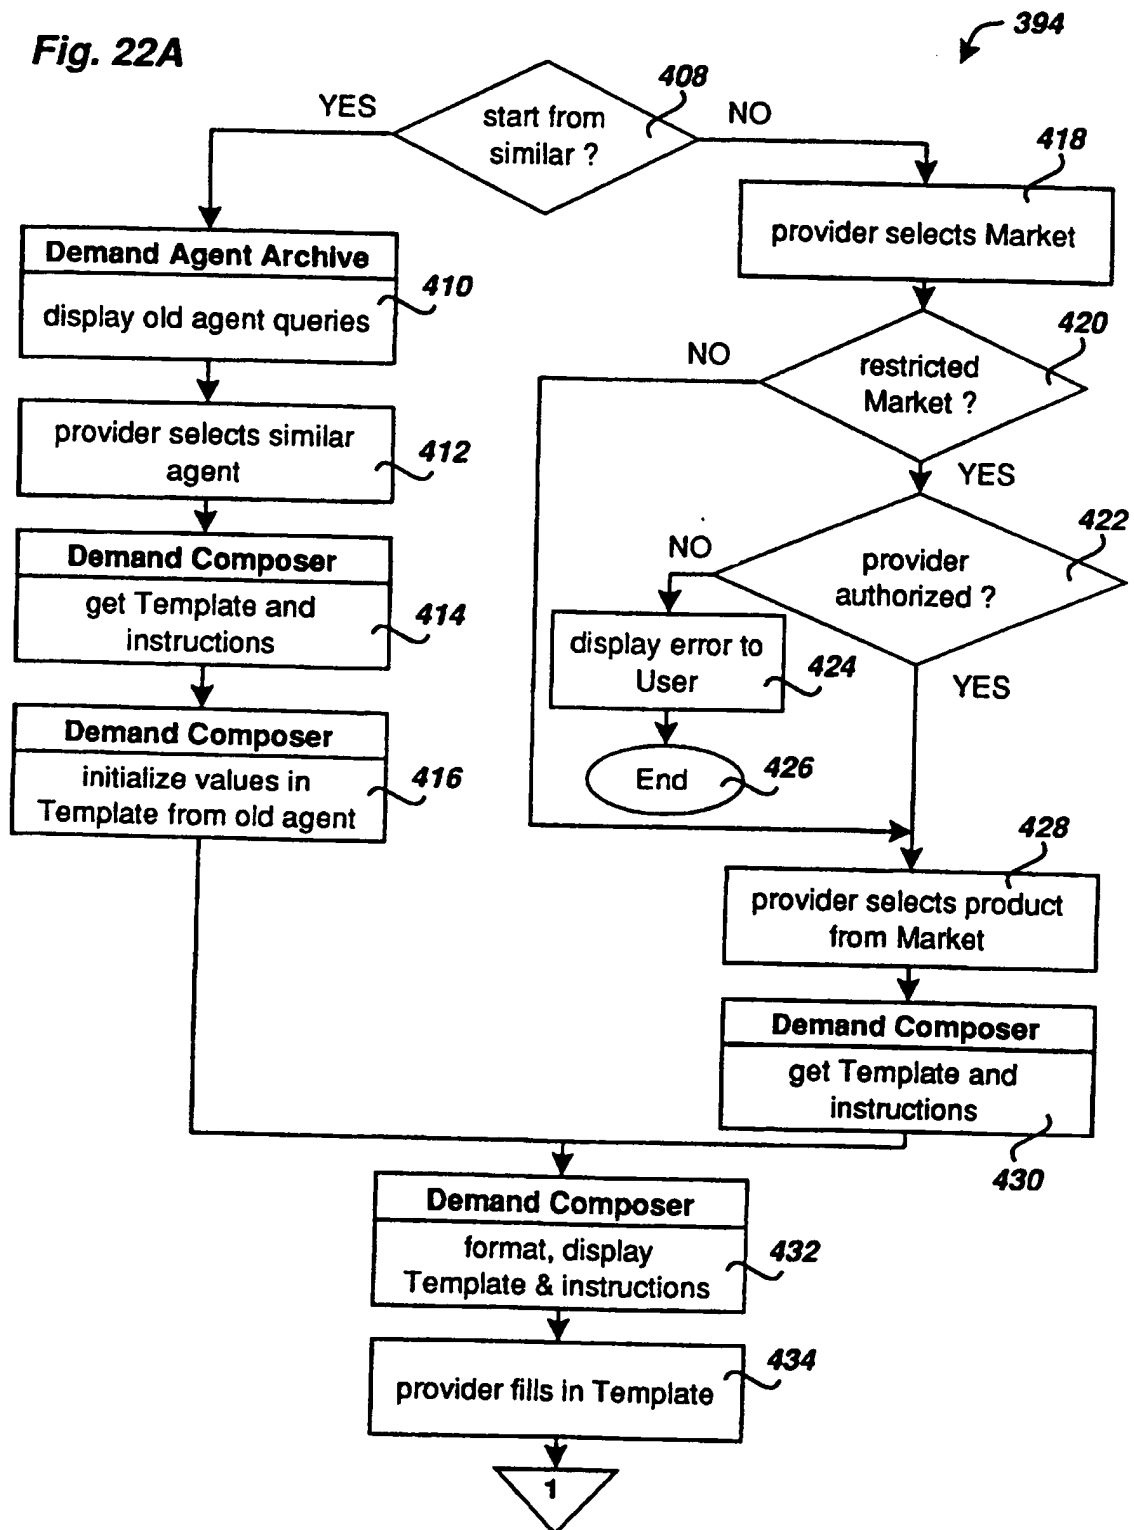 Fig. 22A
394
408
YES
start from
similar ?
NO
418
provider selects Market
Demand Agent Archive
display old agent queries
410
420
NO
restricted
Market ?
YES
provider selects similar
agent
412
422
NO
provider
authorized ?
YES
Demand Composer
get Template and
instructions
414
display error to
User
424
End
426
Demand Composer
initialize values in
Template from old agent
416
428
provider selects product
from Market
Demand Composer
get Template and
instructions
430
Demand Composer
format, display
Template & instructions
432
provider fills in Template
434
1